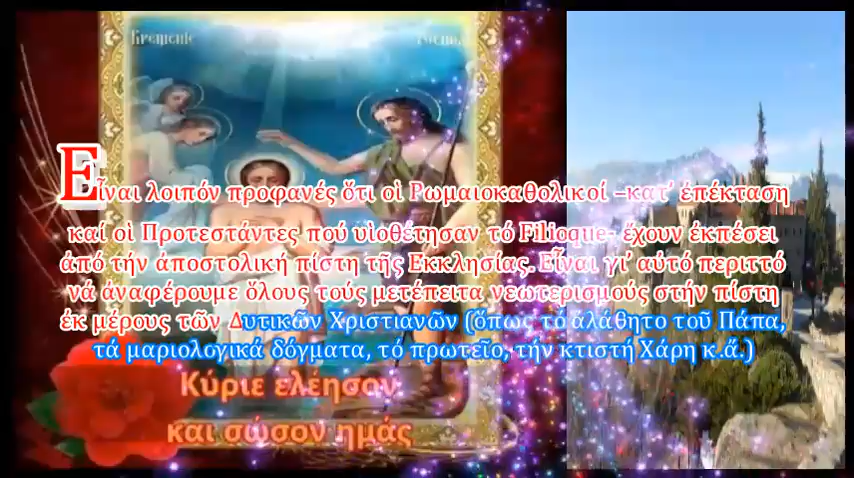 Εἶναι λοιπόν προφανές ὅτι οἱ Ρωμαιοκαθολικοί –κατ’ ἐπέκταση
καί οἱ Προτεστάντες πού υἱοθέτησαν τό Filioque- ἔχουν ἐκπέσει
ἀπό τήν ἀποστολική πίστη τῆς Εκκλησίας. Εἶναι γι’ αὐτό περιττό
νά ἀναφέρουμε ὅλους τούς μετέπειτα νεωτερισμούς στήν πίστη
ἐκ μέρους τῶν Δυτικῶν Χριστιανῶν (ὅπως τό ἀλάθητο τοῦ Πάπα,
τά μαριολογικά δόγματα, τό πρωτεῖο, τήν κτιστή Χάρη κ.ἄ.)
Κύριε ελέησον
και σώσον ημάς